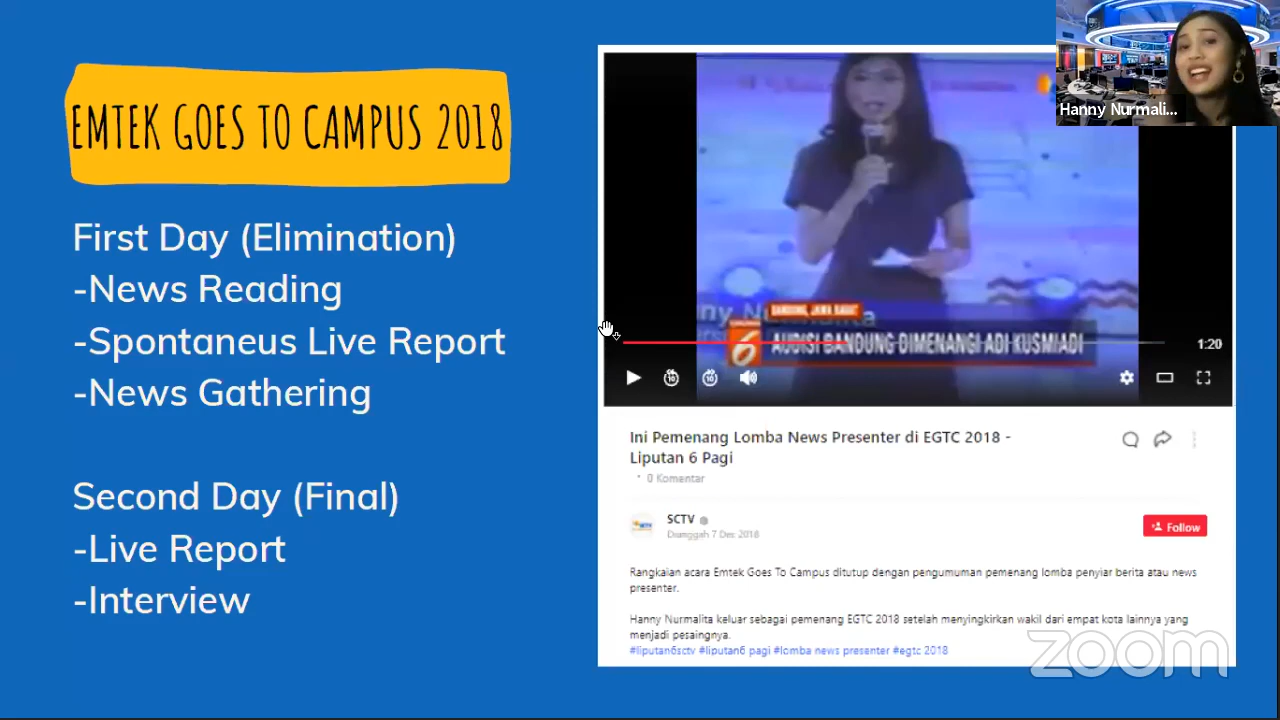 EMTEK GOES TO CAMPUS 2018
First Day (Elimination)
-News Reading
-Spontaneus Live Report
-News Gathering
Second Day (Final)
-Live Report
-Interview
Hanny Nurmali...
BANDUNG, JAWA BARAT
6
AUDISI BANDUNG DIMENANGI ADI KUSMIADI
1:20
10
10
Ini Pemenang Lomba News Presenter di EGTC 2018 -
Liputan 6 Pagi
0 Komentar
SCTV
Diunggah 7 Dec 2018
Follow
Rangkaian acara Emtek Goes To Campus ditutup dengan pengumuman pemenang lomba penyiar berita atau news
presenter.
Hanny Nurmalita keluar sebagai pemenang EGTC 2018 setelah menyingkirkan wakil dari empat kota lainnya yang
menjadi pesaingnya.
#liputan6sctv #liputan6 pagi #lomba news presenter #egtc 2018
zoom